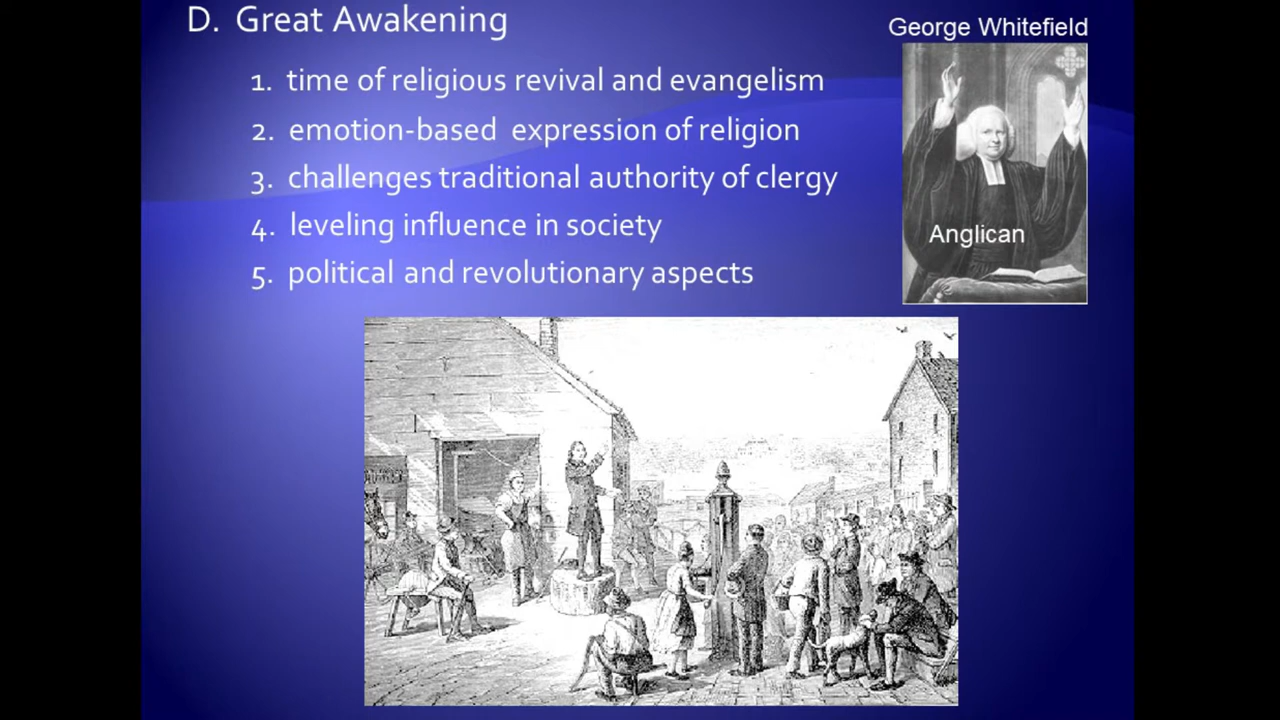 D. Great Awakening
1. time of religious revival and evangelism
2. emotion-based expression of religion
3. challenges traditional authority of clergy
4. leveling influence in society
5. political and revolutionary aspects
George Whitefield
Anglican